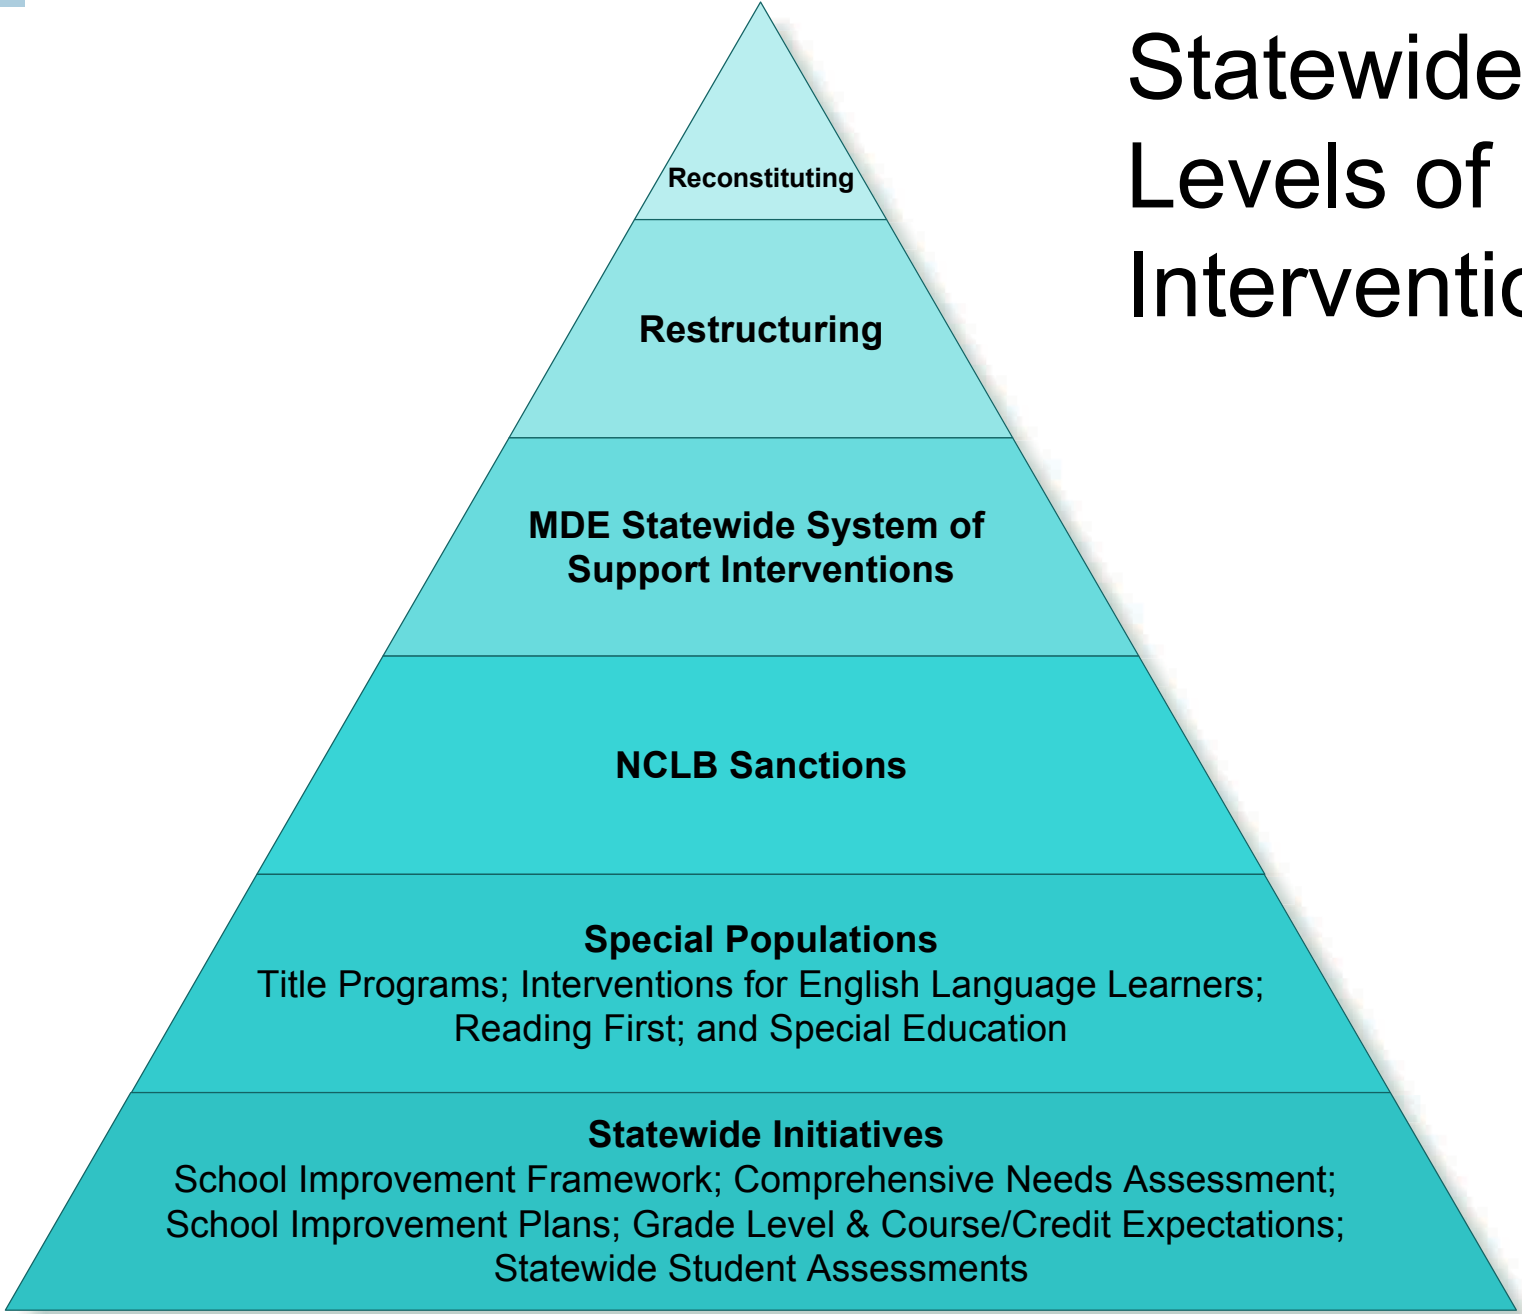 Statewide
Levels of
Interventio
Reconstituting
Restructuring
MDE Statewide System of
Support Interventions
NCLB Sanctions
Special Populations
Title Programs; Interventions for English Language Learners;
Reading First; and Special Education
Statewide Initiatives
School Improvement Framework; Comprehensive Needs Assessment;
School Improvement Plans; Grade Level & Course/Credit Expectations;
Statewide Student Assessments